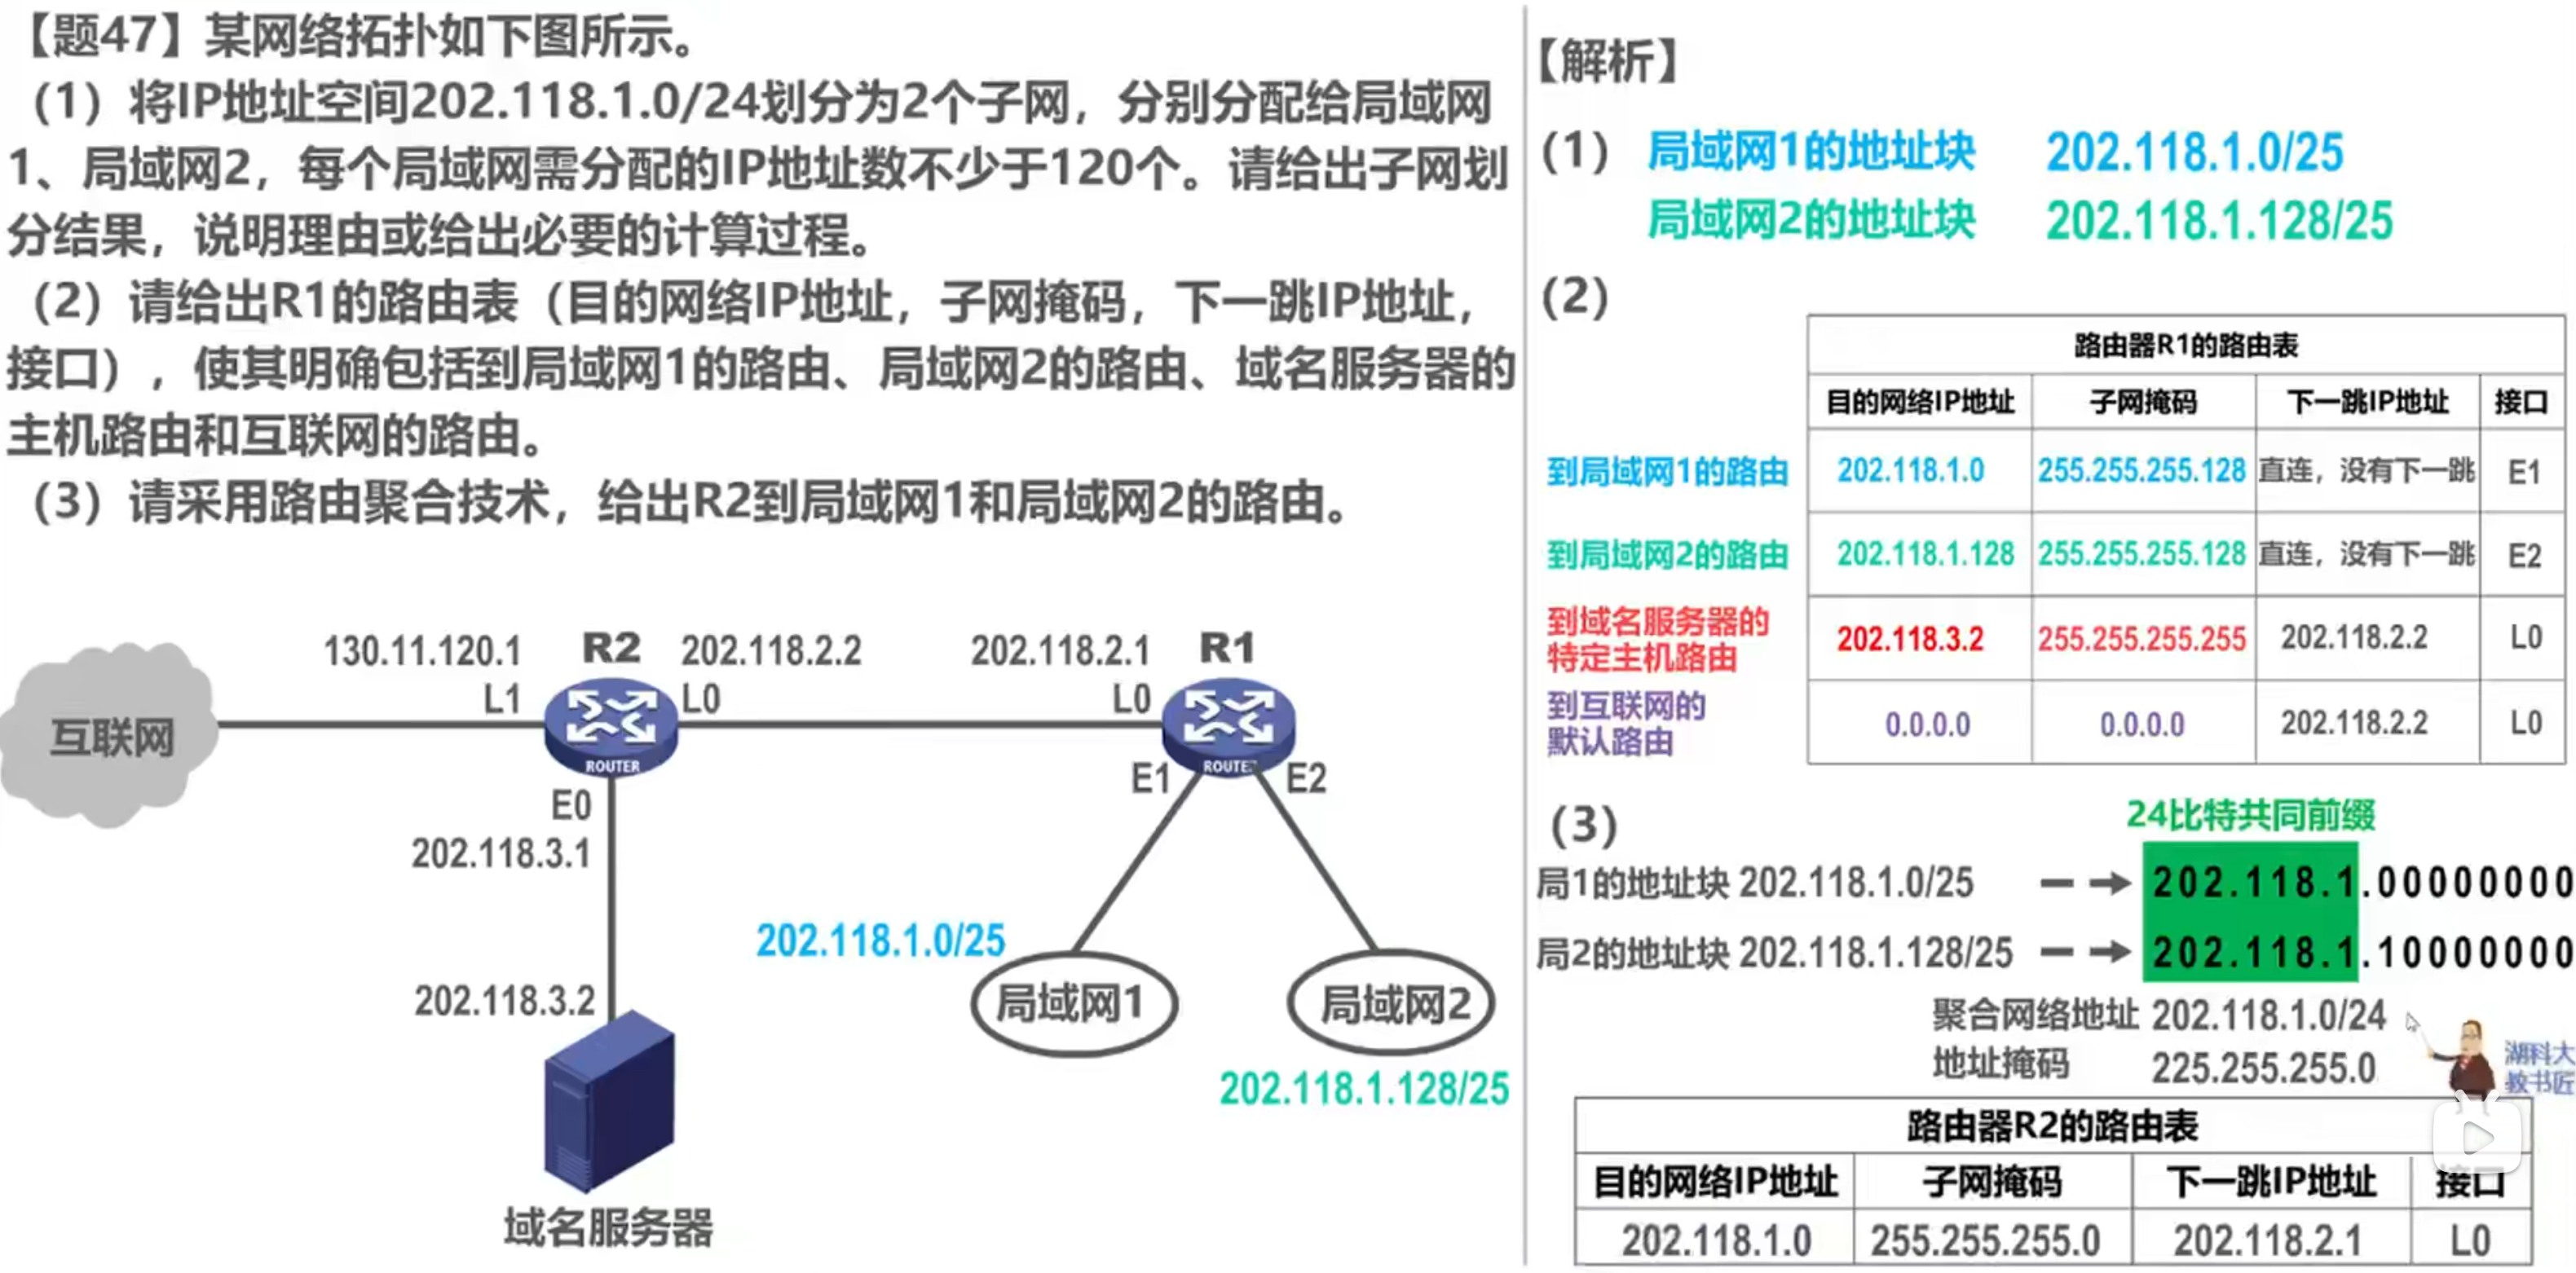 【题47】某网络拓扑如下图所示。
（1）将IP地址空间202.118.1.0/24划分为2个子网，分别分配给局域网
1、局域网2，每个局域网需分配的IP地址数不少于120个。请给出子网划
分结果，说明理由或给出必要的计算过程。
（2）请给出R1的路由表（目的网络IP地址，子网掩码，下一跳IP地址，
接口），使其明确包括到局域网1的路由、局域网2的路由、域名服务器的
主机路由和互联网的路由。
（3）请采用路由聚合技术，给出R2到局域网1和局域网2的路由。
130.11.120.1 R2 202.118.2.2 202.118.2.1 R1
L1 L0 L0
互联网
ROUTER ROUTER
E0 E1 E2
202.118.3.1
202.118.1.0/25
202.118.3.2 局域网1 局域网2
202.118.1.128/25
域名服务器
【解析】
（1） 局域网1的地址块 202.118.1.0/25
局域网2的地址块 202.118.1.128/25
（2）
路由器R1的路由表
目的网络IP地址 子网掩码 下一跳IP地址 接口
到局域网1的路由 202.118.1.0 255.255.255.128 直连，没有下一跳 E1
到局域网2的路由 202.118.1.128 255.255.255.128 直连，没有下一跳 E2
到域名服务器的
特定主机路由 202.118.3.2 255.255.255.255 202.118.2.2 L0
到互联网的
默认路由 0.0.0.0 0.0.0.0 202.118.2.2 L0
（3） 24比特共同前缀
局1的地址块 202.118.1.0/25 202.118.1.00000000
局2的地址块 202.118.1.128/25 202.118.1.10000000
聚合网络地址 202.118.1.0/24
地址掩码 225.255.255.0
湖科大
教书匠
路由器R2的路由表
目的网络IP地址 子网掩码 下一跳IP地址 接口
202.118.1.0 255.255.255.0 202.118.2.1 L0